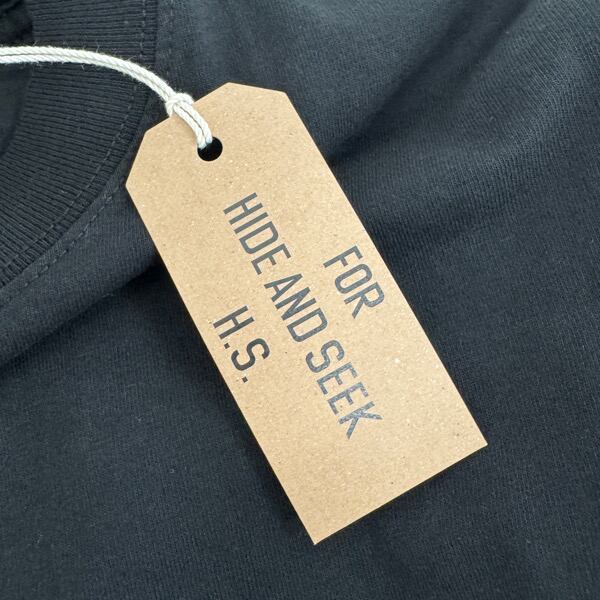 FOR
HIDE AND SEEK
H.S.